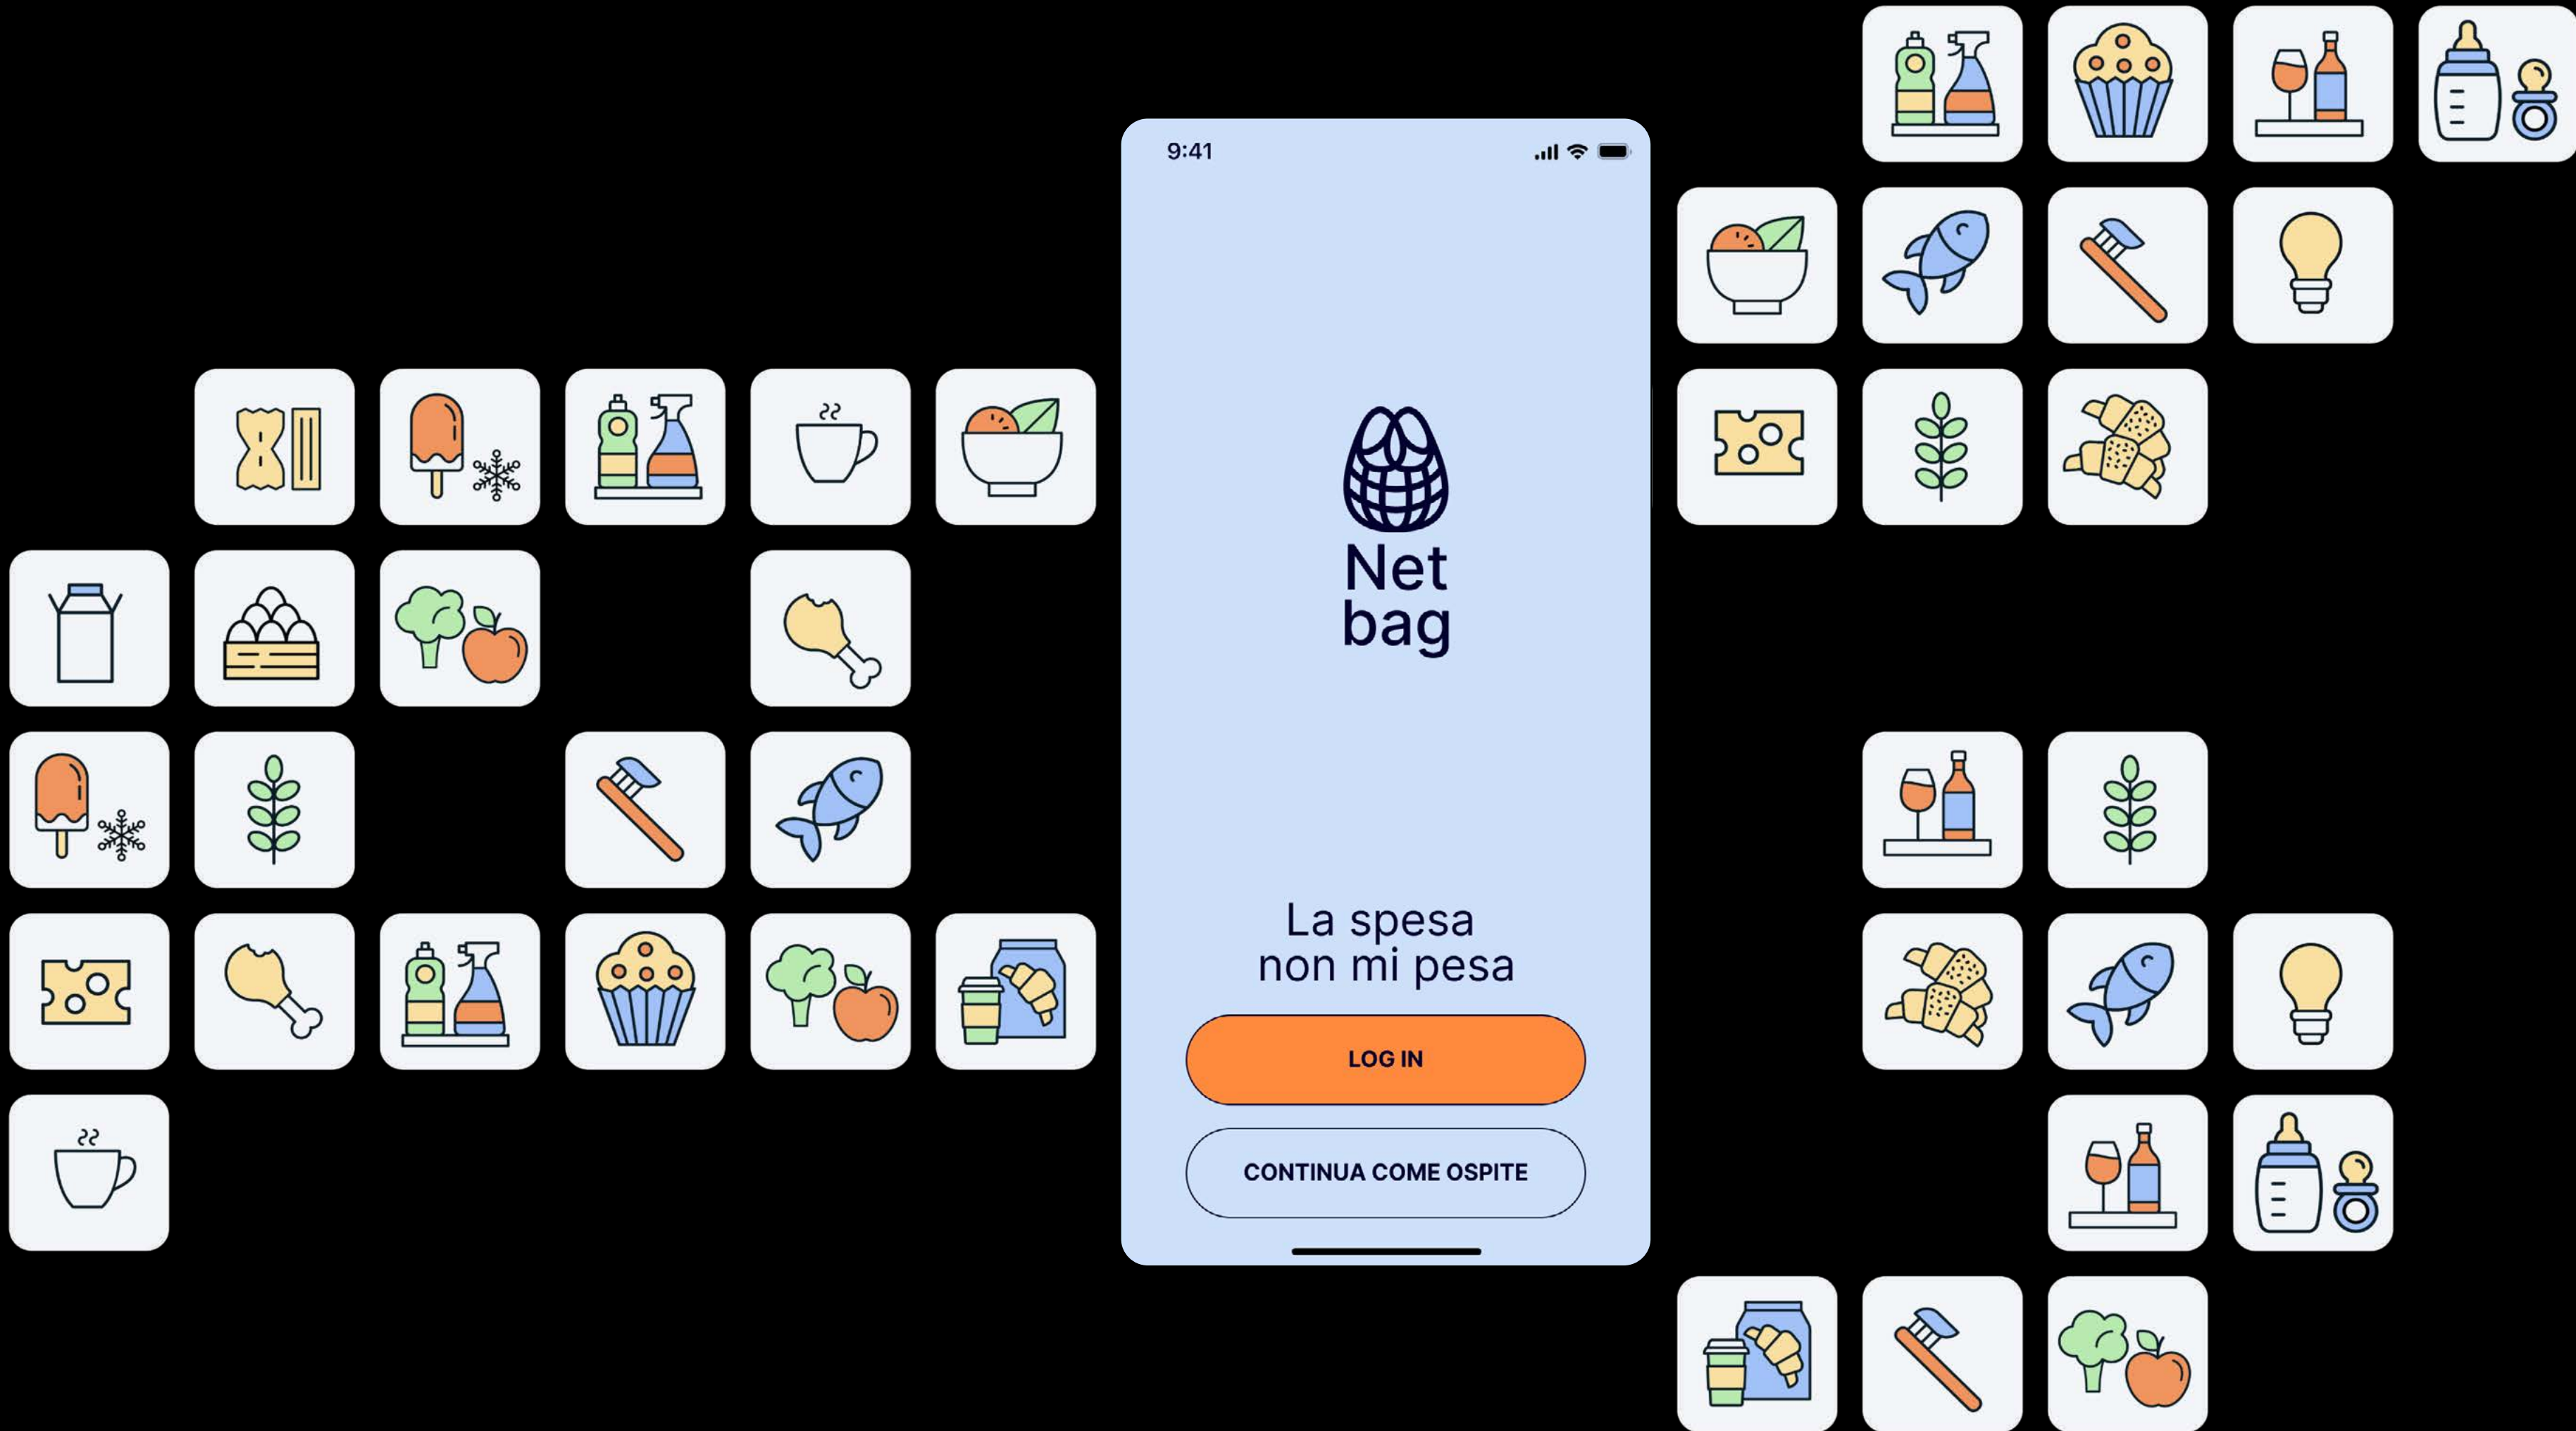 9:41
Net
bag
La spesa
non mi pesa
LOG IN
CONTINUA COME OSPITE